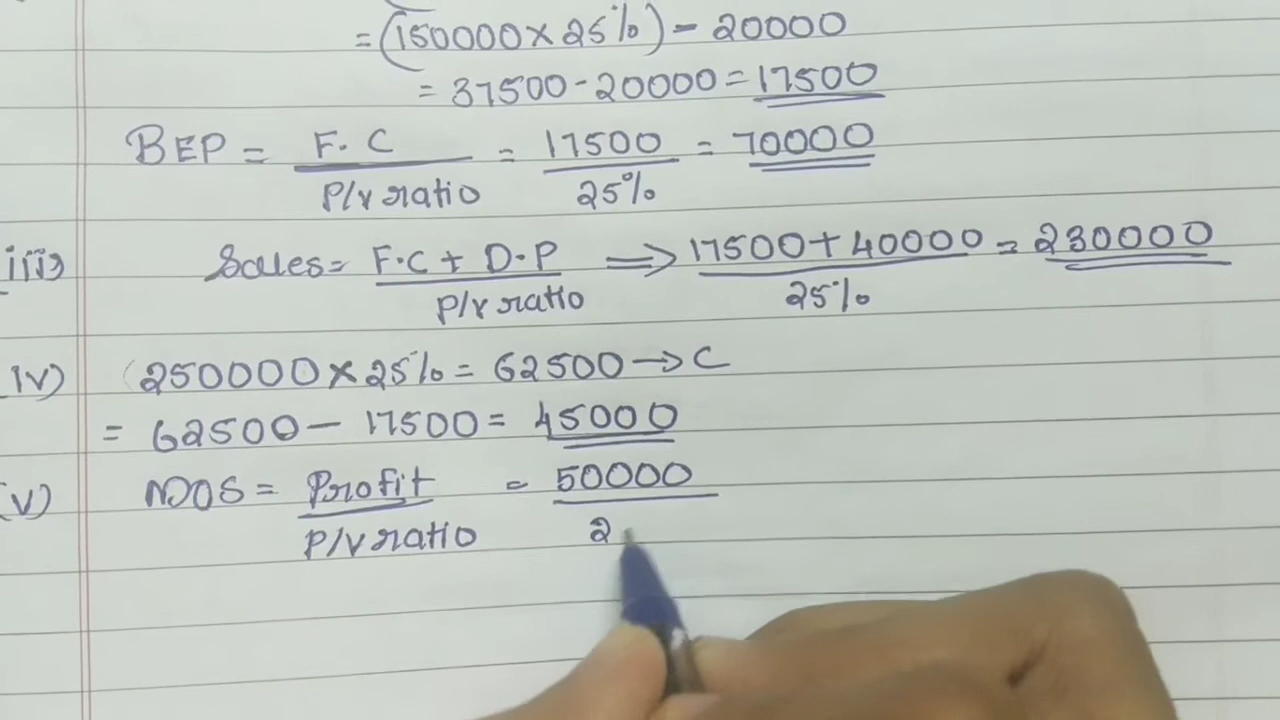 = (150000 × 25%) - 20000
= 37500 - 20000 = 17500
BEP = F.C / P/V ratio = 17500 / 25% = 70000
(iii) Sales = F.C + D.P / P/V ratio ⇒ 17500 + 40000 / 25% = 230000
(iv) 250000 × 25% = 62500 → C
= 62500 - 17500 = 45000
(v) MOS = Profit / P/V ratio = 50000 / 2